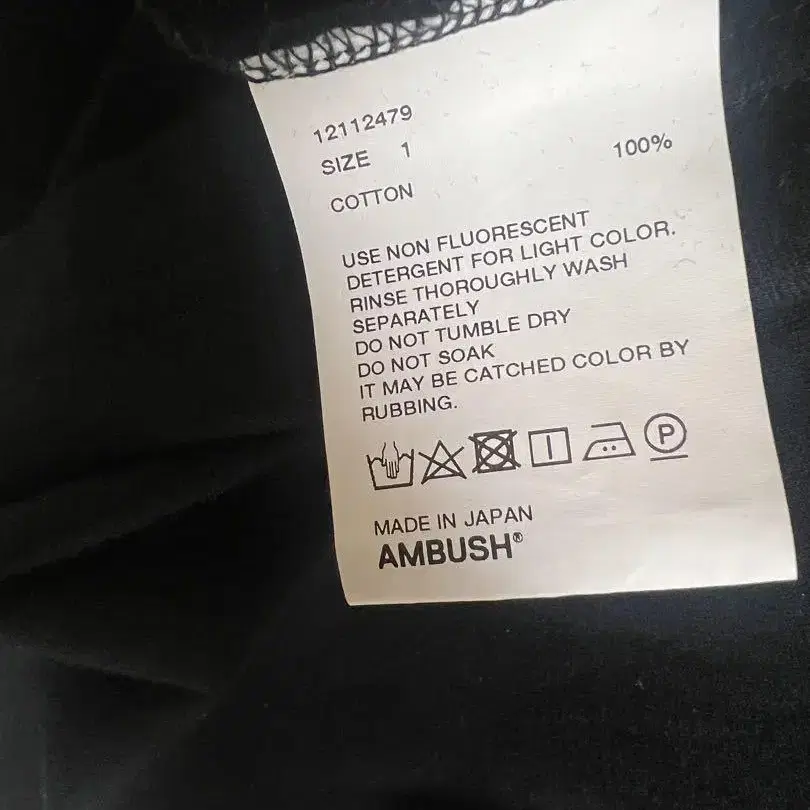 12112479
SIZE 1
100%
COTTON
USE NON FLUORESCENT
DETERGENT FOR LIGHT COLOR.
RINSE THOROUGHLY WASH
SEPARATELY
DO NOT TUMBLE DRY
DO NOT SOAK
IT MAY BE CATCHED COLOR BY
RUBBING.
P
MADE IN JAPAN
AMBUSH®